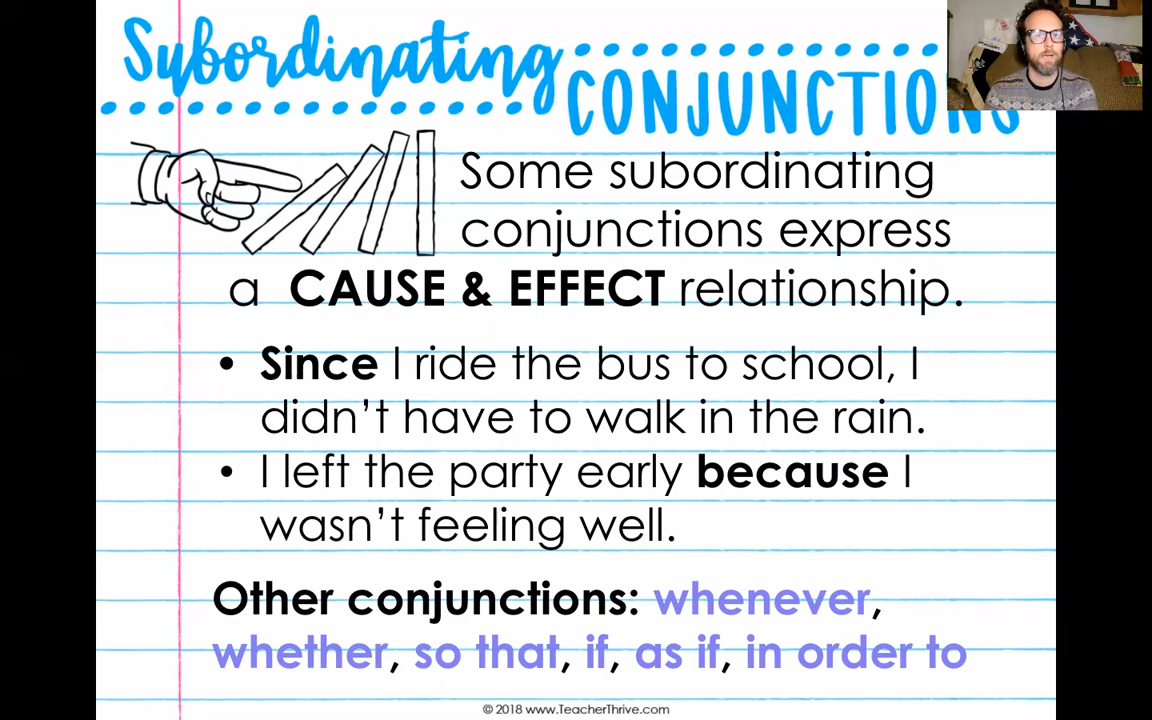 Subordinating
CONJUNCTIONS
Some subordinating
conjunctions express
a CAUSE & EFFECT relationship.
• Since I ride the bus to school, I
didn’t have to walk in the rain.
• I left the party early because I
wasn’t feeling well.
Other conjunctions: whenever,
whether, so that, if, as if, in order to
© 2018 www.TeacherThrive.com